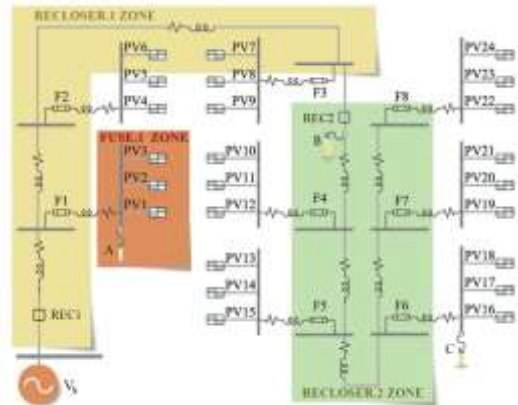 RECLOSER.1 ZONE
PV6
PV5
PV4
PV7
PV8
PV9
PV24
PV23
PV22
F2
F3
F8
REC2
B
FUSE.1 ZONE
PV3
PV2
PV1
PV10
PV11
PV12
PV21
PV20
PV19
F1
F4
F7
A
PV13
PV14
PV15
PV18
PV17
PV16
REC1
F5
F6
C
Vs
RECLOSER.2 ZONE